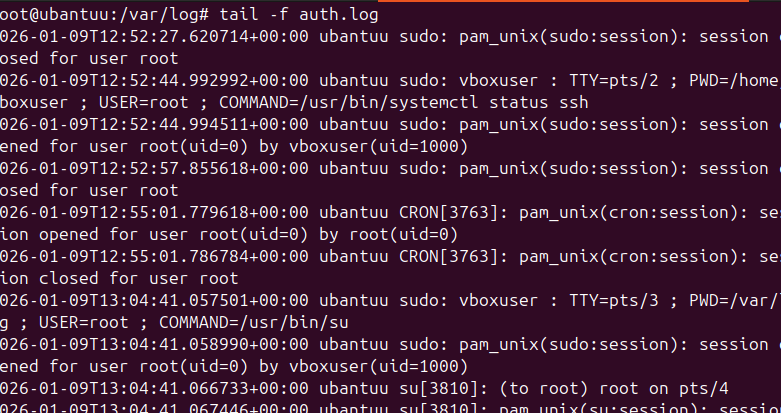 oot@ubantuu:/var/log# tail -f auth.log
026-01-09T12:52:27.620714+00:00 ubantuu sudo: pam_unix(sudo:session): session
osed for user root
026-01-09T12:52:44.992992+00:00 ubantuu sudo: vboxuser : TTY=pts/2 ; PWD=/home/
boxuser ; USER=root ; COMMAND=/usr/bin/systemctl status ssh
026-01-09T12:52:44.994511+00:00 ubantuu sudo: pam_unix(sudo:session): session
ened for user root(uid=0) by vboxuser(uid=1000)
026-01-09T12:52:57.855618+00:00 ubantuu sudo: pam_unix(sudo:session): session
osed for user root
026-01-09T12:55:01.779618+00:00 ubantuu CRON[3763]: pam_unix(cron:session): ses
ion opened for user root(uid=0) by root(uid=0)
026-01-09T12:55:01.786784+00:00 ubantuu CRON[3763]: pam_unix(cron:session): ses
ion closed for user root
026-01-09T13:04:41.057501+00:00 ubantuu sudo: vboxuser : TTY=pts/3 ; PWD=/var/
g ; USER=root ; COMMAND=/usr/bin/su
026-01-09T13:04:41.058990+00:00 ubantuu sudo: pam_unix(sudo:session): session
ened for user root(uid=0) by vboxuser(uid=1000)
026-01-09T13:04:41.066733+00:00 ubantuu su[3810]: (to root) root on pts/4
026-01-09T13:04:41.067446+00:00 ubantuu su[3810]: pam_unix(su:session): session